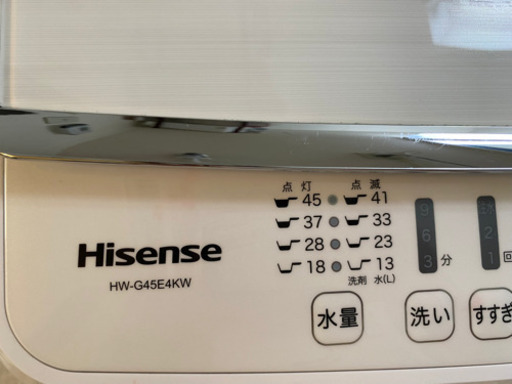 点灯 点滅
45 41
37 33
28 23
18 13
洗剤 水(L)
Hisense
HW-G45E4KW
9
6
3分
2
1回
水量
洗い
すすぎ